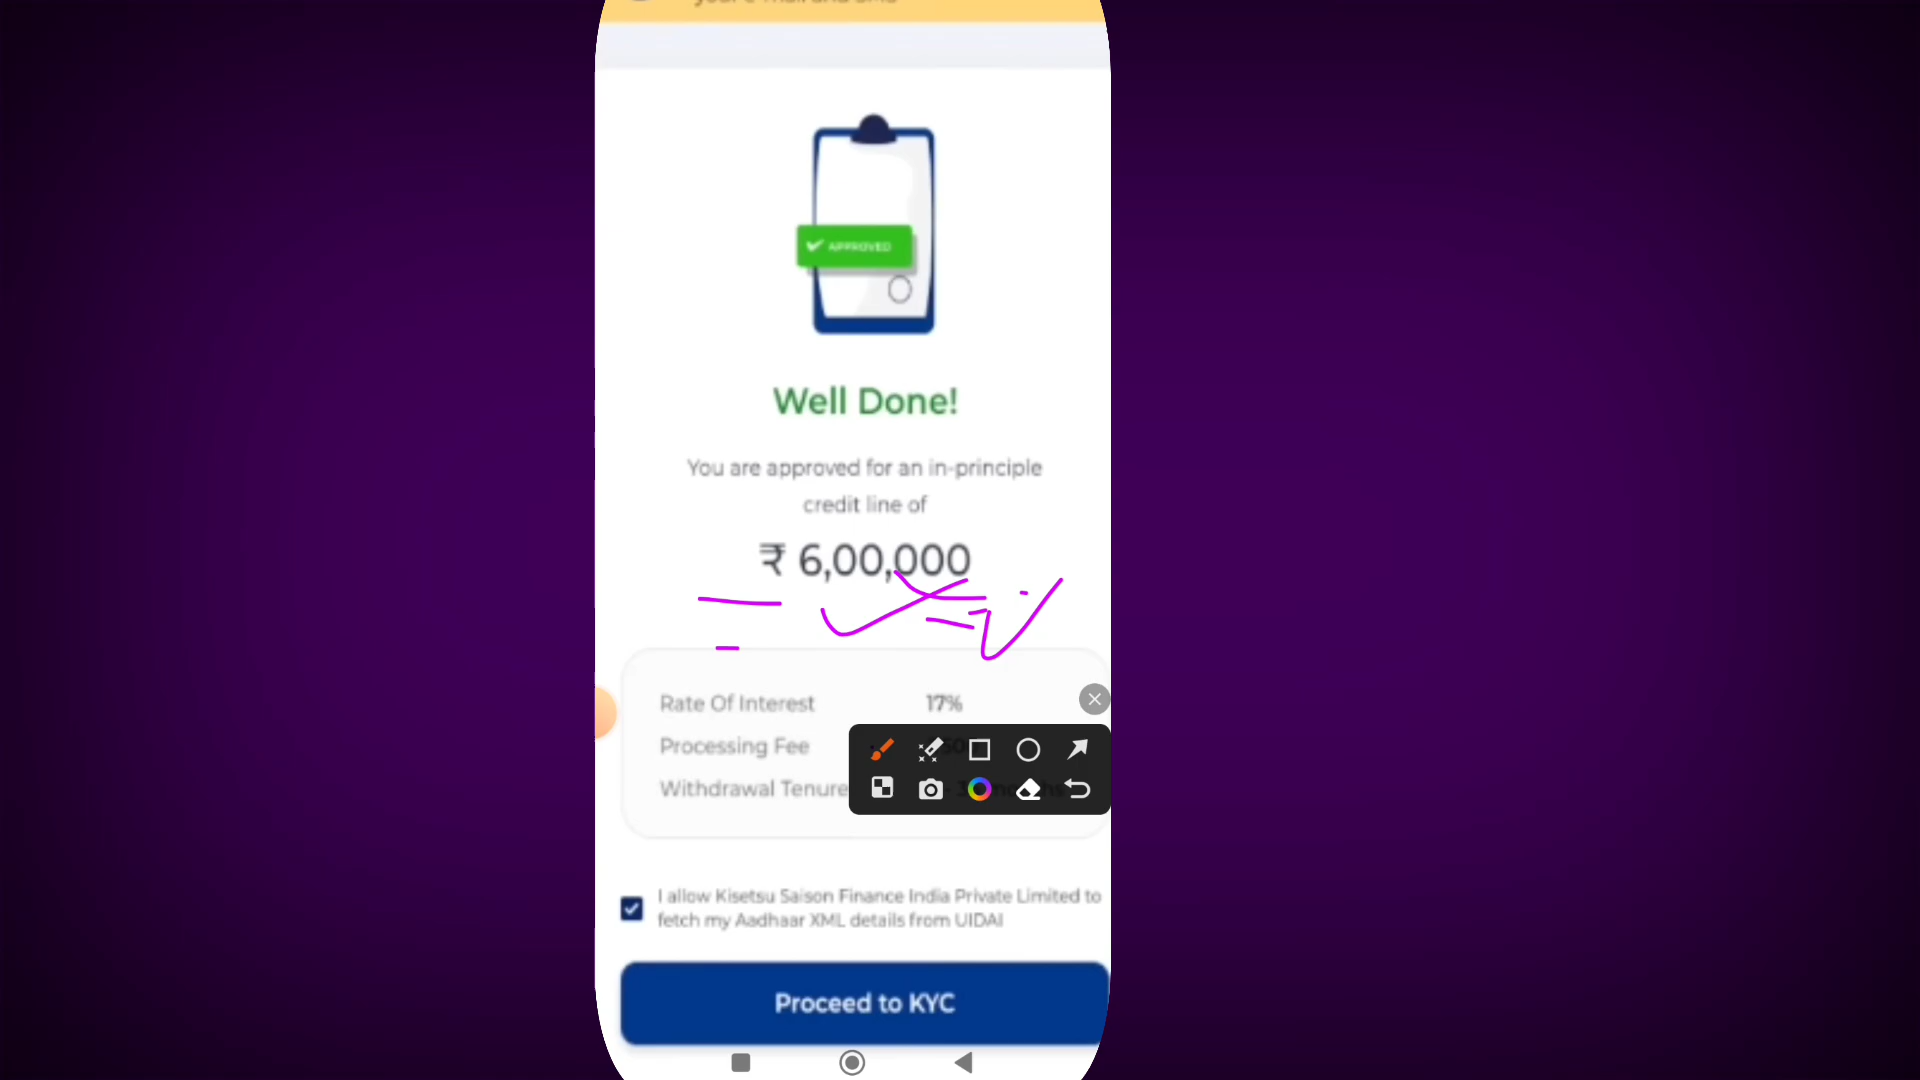 APPROVED
Well Done!
You are approved for an in-principle
credit line of
₹ 6,00,000
Rate Of Interest 17%
Processing Fee
Withdrawal Tenure
I allow Kisetsu Saison Finance India Private Limited to
fetch my Aadhaar XML details from UIDAI
Proceed to KYC